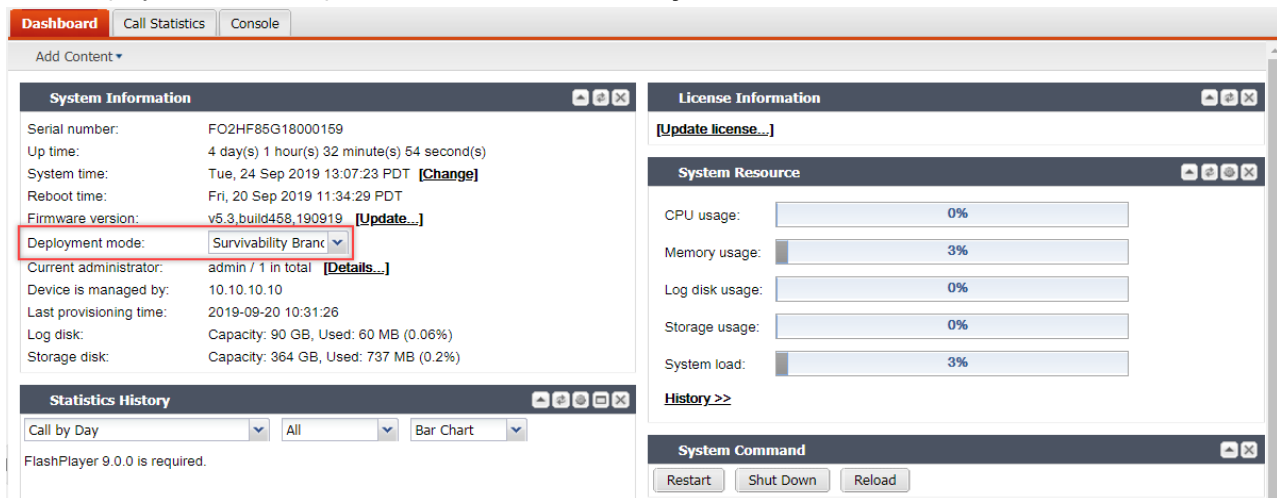 Dashboard Call Statistics Console
Add Content
System Information
Serial number: FO2HF85G18000159
Up time: 4 day(s) 1 hour(s) 32 minute(s) 54 second(s)
System time: Tue, 24 Sep 2019 13:07:23 PDT [Change]
Reboot time: Fri, 20 Sep 2019 11:34:29 PDT
Firmware version: v5.3,build458,190919 [Update...]
Deployment mode: Survivability Branc
Current administrator: admin / 1 in total [Details...]
Device is managed by: 10.10.10.10
Last provisioning time: 2019-09-20 10:31:26
Log disk: Capacity: 90 GB, Used: 60 MB (0.06%)
Storage disk: Capacity: 364 GB, Used: 737 MB (0.2%)
Statistics History
Call by Day All Bar Chart
FlashPlayer 9.0.0 is required.
License Information
[Update license...]
System Resource
CPU usage: 0%
Memory usage: 3%
Log disk usage: 0%
Storage usage: 0%
System load: 3%
History >>
System Command
Restart Shut Down Reload